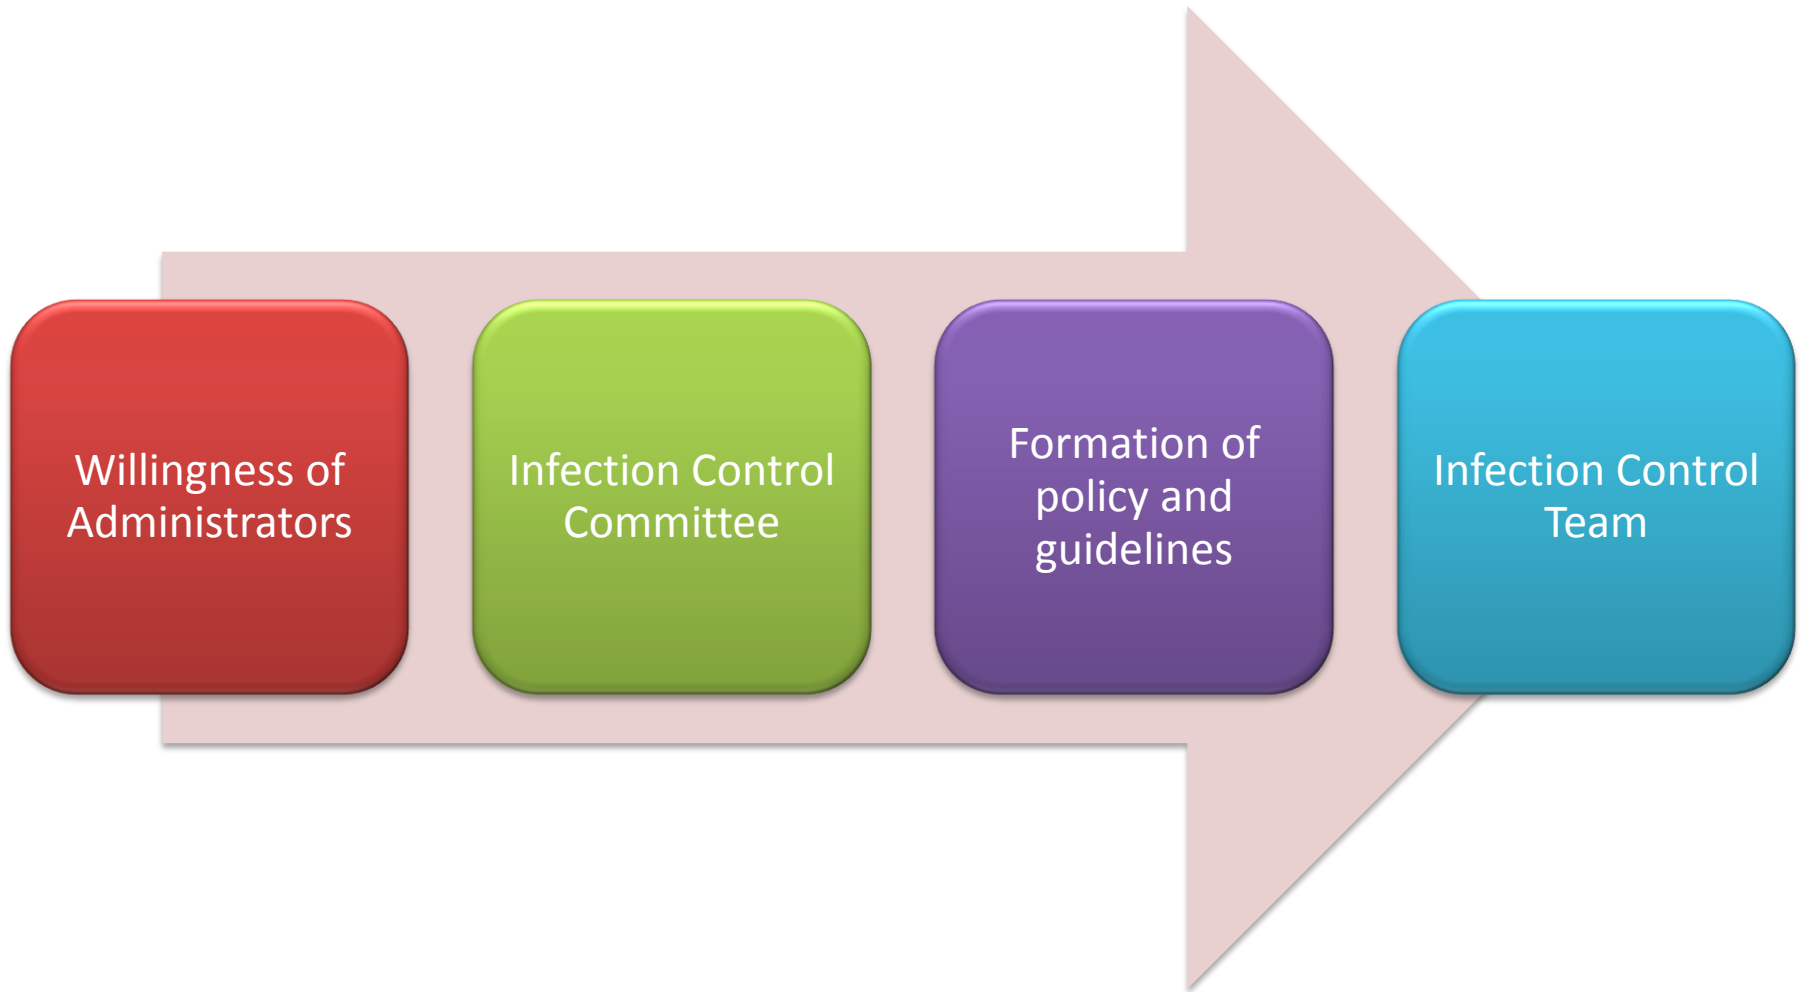 Willingness of
Administrators
Infection Control
Committee
Formation of
policy and
guidelines
Infection Control
Team